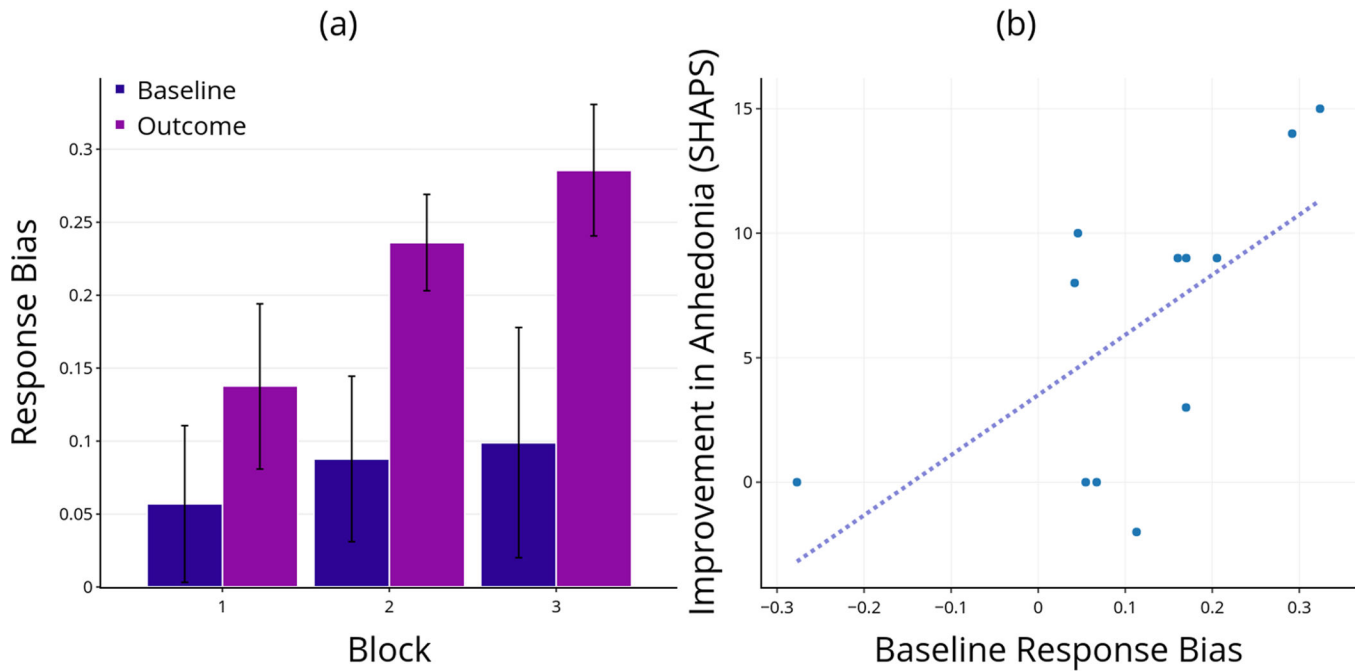 (a)
Baseline
Outcome
Response Bias
0.3
0.25
0.2
0.15
0.1
0.05
0
1
2
3
Block
(b)
Improvement in Anhedonia (SHAPS)
15
10
5
0
−0.3
−0.2
−0.1
0
0.1
0.2
0.3
Baseline Response Bias